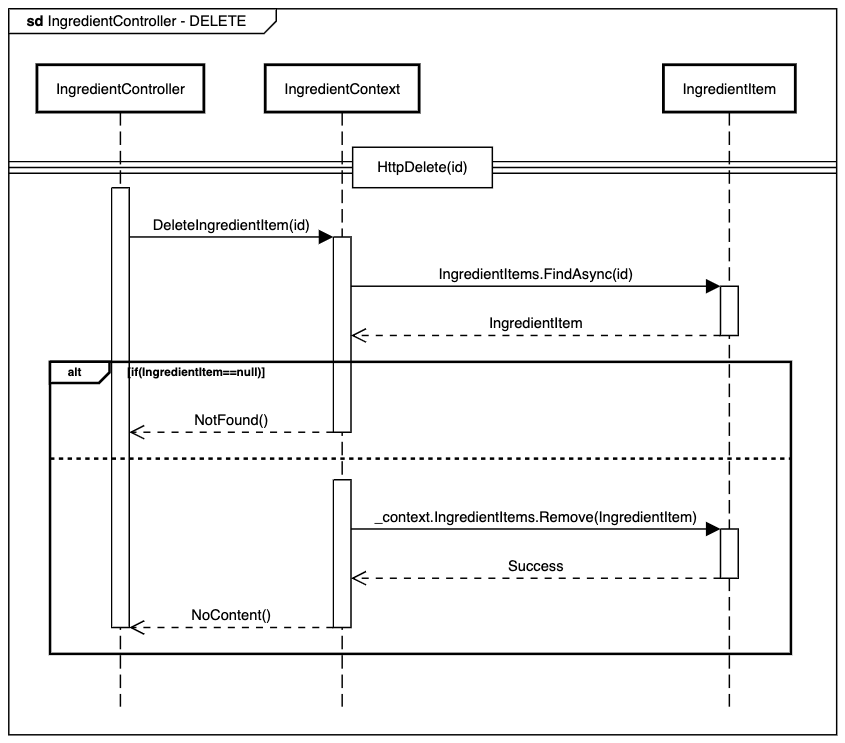 sd IngredientController - DELETE
IngredientController
IngredientContext
IngredientItem
HttpDelete(id)
DeleteIngredientItem(id)
IngredientItems.FindAsync(id)
IngredientItem
alt
[if(IngredientItem==null)]
NotFound()
_context.IngredientItems.Remove(IngredientItem)
Success
NoContent()